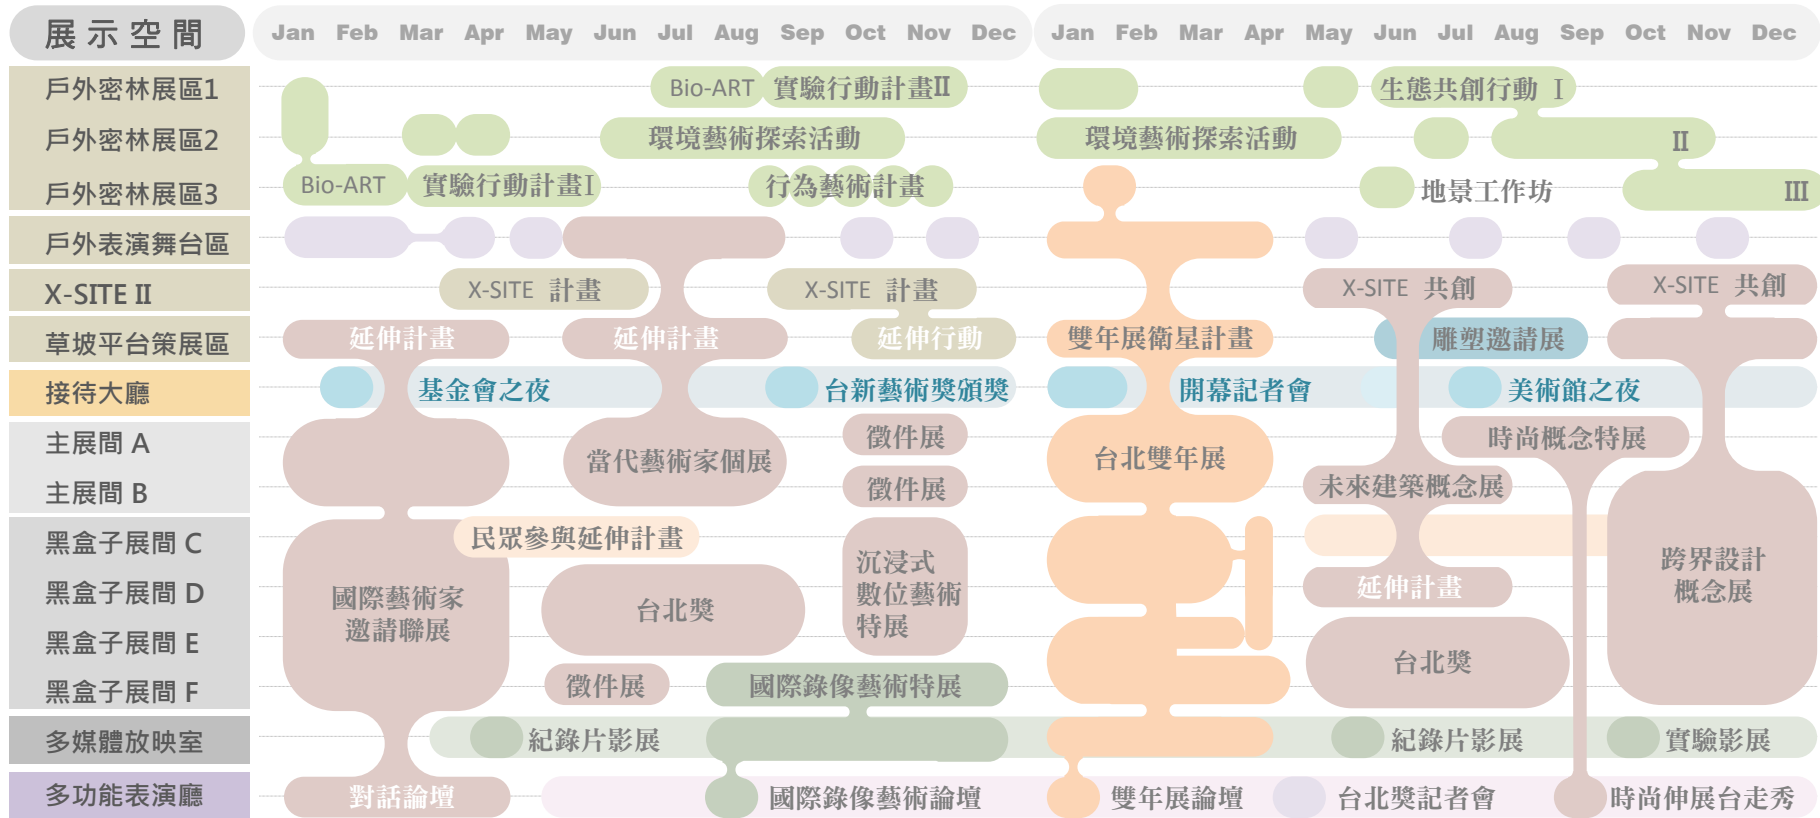 展示空間 Jan Feb Mar Apr May Jun Jul Aug Sep Oct Nov Dec Jan Feb Mar Apr May Jun Jul Aug Sep Oct Nov Dec
戶外密林展區1 Bio-ART 實驗行動計畫II 生態共創行動 I
戶外密林展區2 環境藝術探索活動 環境藝術探索活動 II
戶外密林展區3 Bio-ART 實驗行動計畫I 行為藝術計畫 地景工作坊 III
戶外表演舞台區
X-SITE II X-SITE 計畫 X-SITE 計畫 X-SITE 共創 X-SITE 共創
草坡平台策展區 延伸計畫 延伸計畫 延伸行動 雙年展衛星計畫 雕塑邀請展
接待大廳 基金會之夜 台新藝術獎頒獎 開幕記者會 美術館之夜
主展間 A 當代藝術家個展 徵件展 台北雙年展 時尚概念特展
主展間 B 徵件展 未來建築概念展
黑盒子展間 C 民眾參與延伸計畫
黑盒子展間 D 國際藝術家 台北獎 沉浸式 延伸計畫 跨界設計
邀請聯展 數位藝術 概念展
特展
黑盒子展間 E 台北獎
黑盒子展間 F 徵件展 國際錄像藝術特展
多媒體放映室 紀錄片影展 紀錄片影展 實驗影展
多功能表演廳 對話論壇 國際錄像藝術論壇 雙年展論壇 台北獎記者會 時尚伸展台走秀